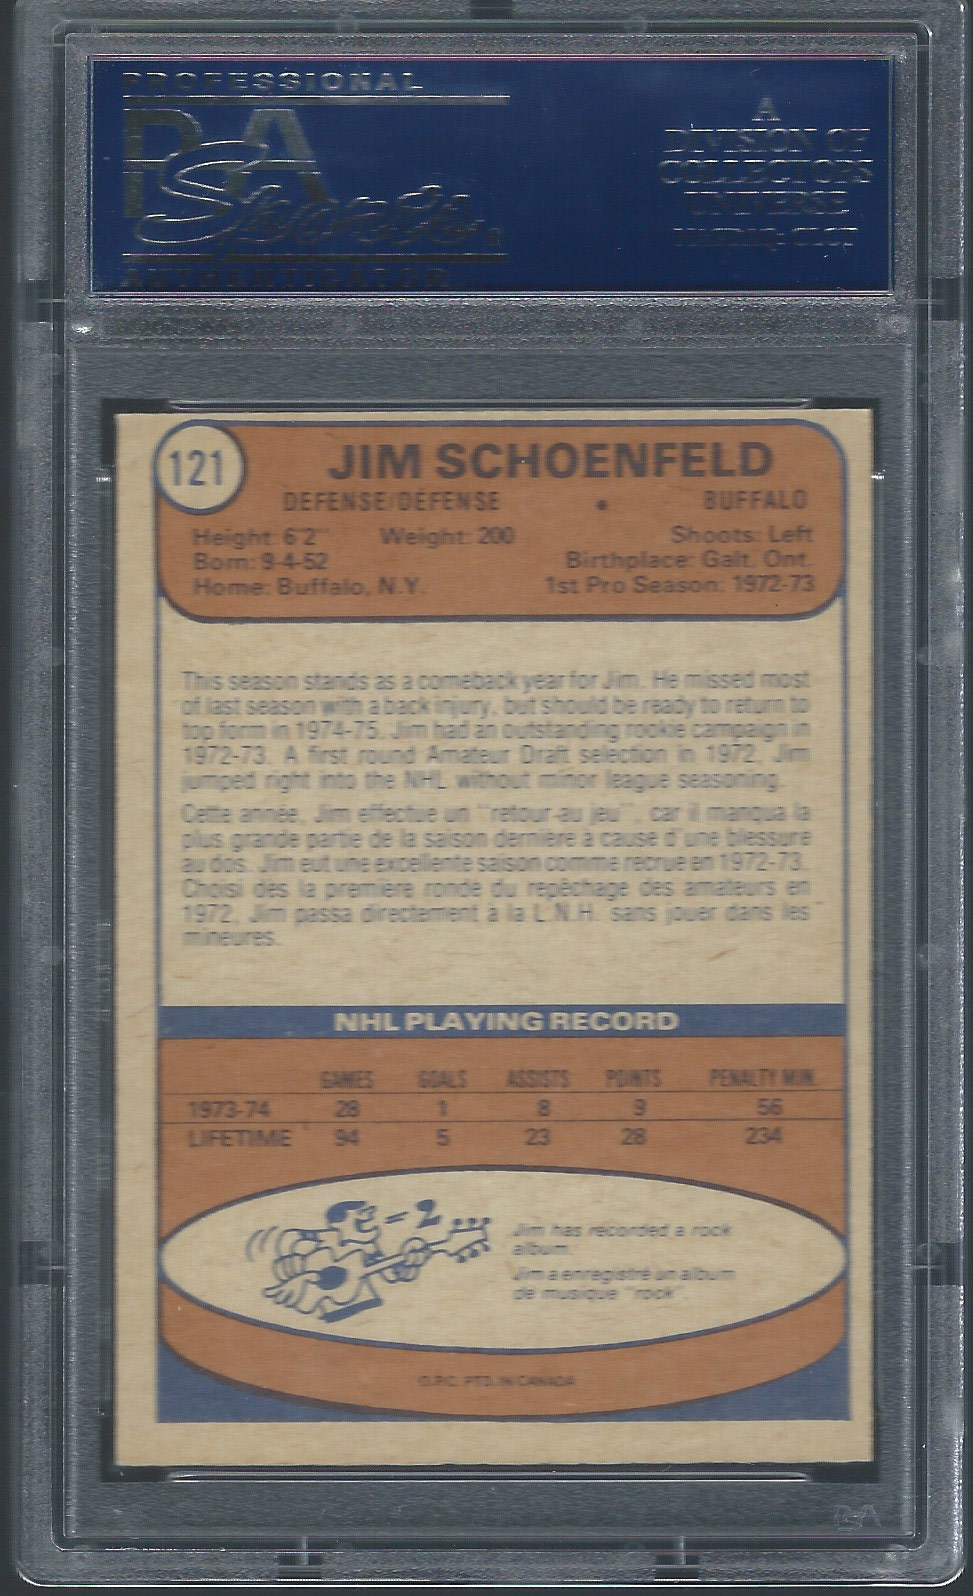 PROFESSIONAL
PSA
Sports
AUTHENTICATOR
A
DIVISION OF
COLLECTORS
UNIVERSE
NASDAQ: CLCT
121
JIM SCHOENFELD
DEFENSE/DÉFENSE • BUFFALO
Height: 6'2" Weight: 200 Shoots: Left
Born: 9-4-52 Birthplace: Galt, Ont.
Home: Buffalo, N.Y. 1st Pro Season: 1972-73
This season stands as a comeback year for Jim. He missed most
of last season with a back injury, but should be ready to return to
top form in 1974-75. Jim had an outstanding rookie campaign in
1972-73. A first round Amateur Draft selection in 1972, Jim
jumped right into the NHL without minor league seasoning.
Cette année, Jim effectue un "retour au jeu", car il manqua la
plus grande partie de la saison dernière à cause d'une blessure
au dos. Jim eut une excellente saison comme recrue en 1972-73.
Choisi dès la première ronde du repêchage des amateurs en
1972, Jim passa directement à la L.N.H. sans jouer dans les
mineures.
NHL PLAYING RECORD
GAMES GOALS ASSISTS POINTS PENALTY MIN.
1973-74 28 1 8 9 56
LIFETIME 94 5 23 28 234
2
Jim has recorded a rock
album.
Jim a enregistré un album
de musique "rock".
O.P.C. PTD. IN CANADA
PSA